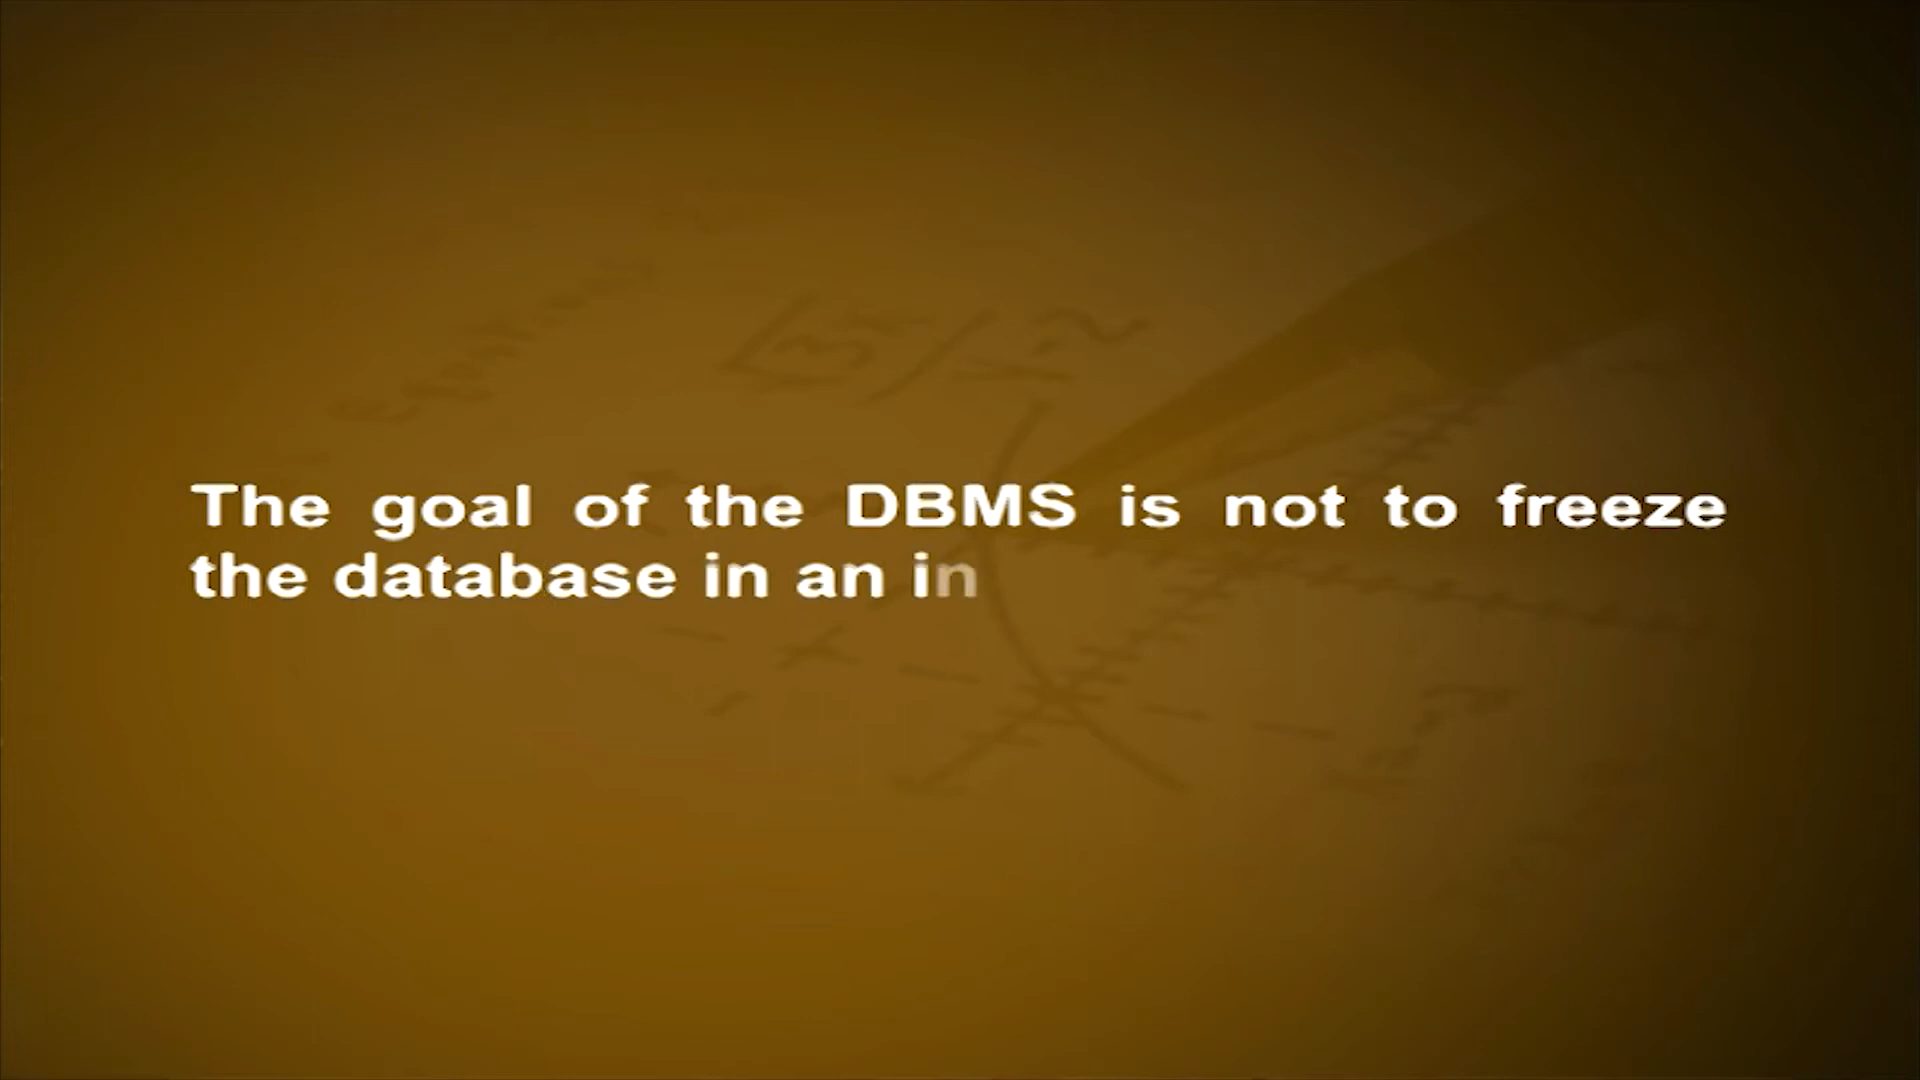 The goal of the DBMS is not to freeze
the database in an in